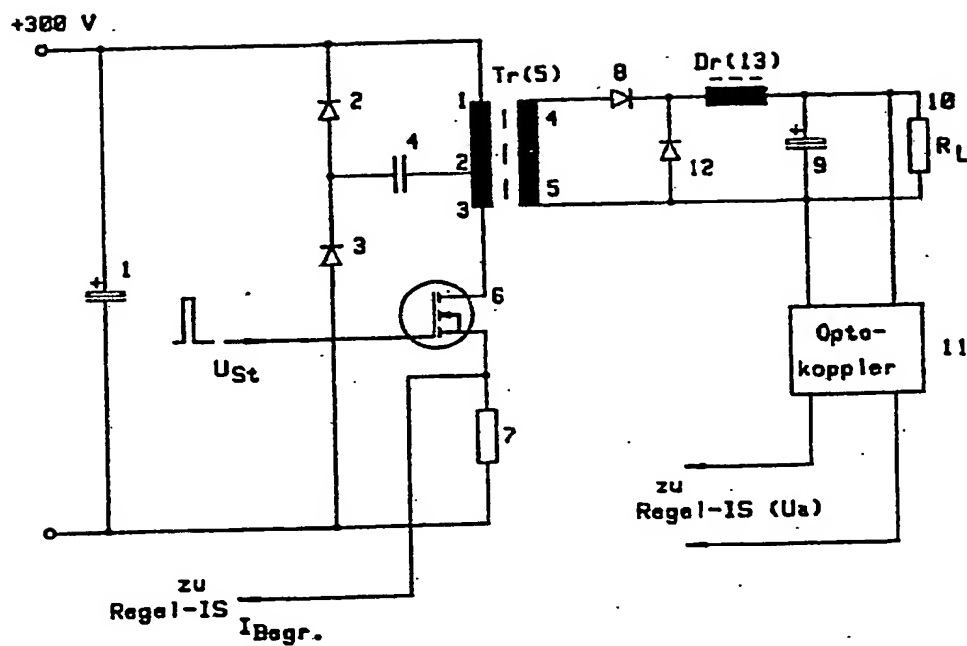 +300 V
2
1
Tr(5)
4
8
Dr(13)
10
RL
4
2
5
12
9
3
3
1
6
USt
Opto-
koppler
11
7
zu
Regel-IS (Ua)
zu
Regel-IS
IBegr.